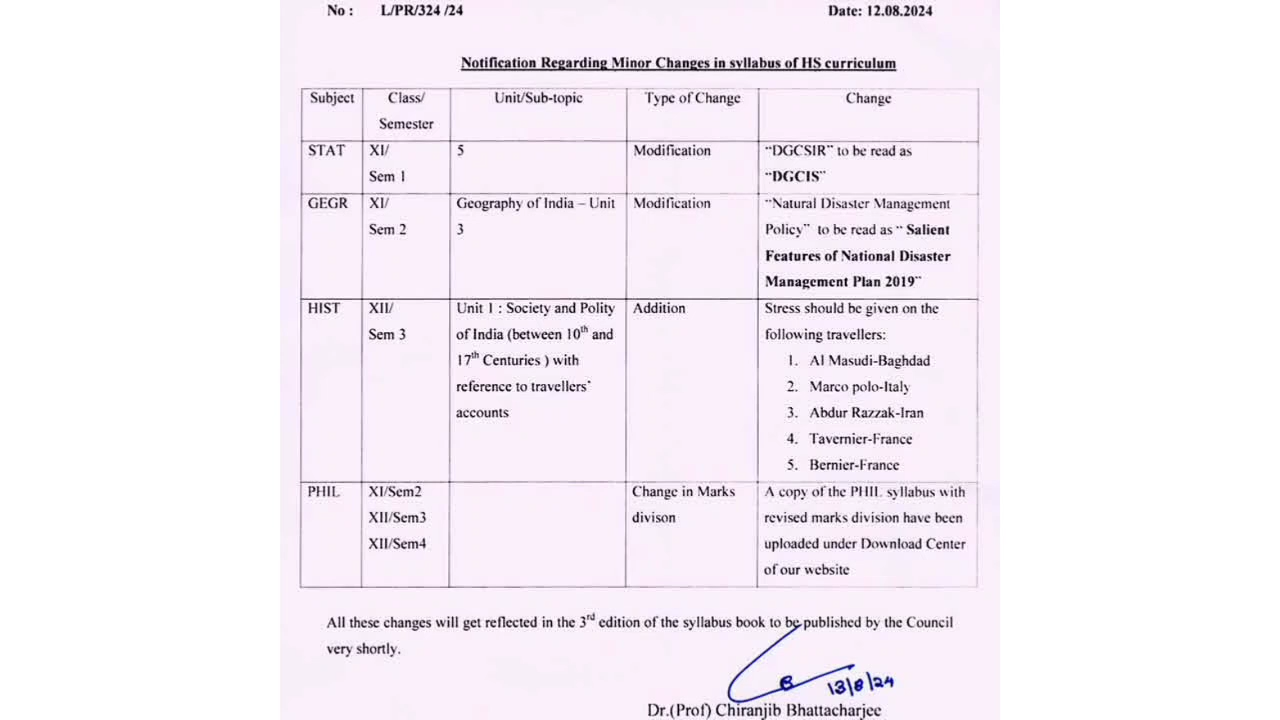 No : L/PR/324 /24 Date: 12.08.2024
Notification Regarding Minor Changes in syllabus of HS curriculum
Subject Class/ Semester Unit/Sub-topic Type of Change Change
STAT XI/ 5 Modification "DGCSIR" to be read as
Sem 1 "DGCIS"
GEGR XI/ Geography of India – Unit Modification "Natural Disaster Management
Sem 2 3 Policy" to be read as " Salient
Features of National Disaster
Management Plan 2019"
HIST XII/ Unit 1 : Society and Polity Addition Stress should be given on the
Sem 3 of India (between 10th and following travellers:
17th Centuries ) with 1. Al Masudi-Baghdad
reference to travellers' 2. Marco polo-Italy
accounts 3. Abdur Razzak-Iran
4. Tavernier-France
5. Bernier-France
PHIL XI/Sem2 Change in Marks A copy of the PHIL syllabus with
XII/Sem3 divison revised marks division have been
XII/Sem4 uploaded under Download Center
of our website
All these changes will get reflected in the 3rd edition of the syllabus book to be published by the Council
very shortly.
13/8/24
Dr.(Prof) Chiranjib Bhattacharjee